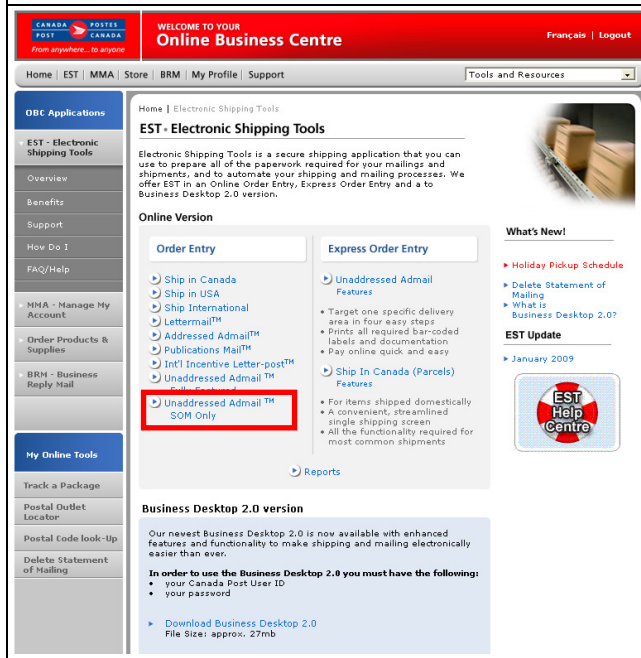 CANADA POSTES
POST CANADA
From anywhere... to anyone
WELCOME TO YOUR
Online Business Centre
Français | Logout
Home | EST | MMA | Store | BRM | My Profile | Support
Tools and Resources
OBC Applications
EST - Electronic
Shipping Tools
Overview
Benefits
Support
How Do I
FAQ/Help
MMA - Manage My
Account
Order Products &
Supplies
BRM - Business
Reply Mail
My Online Tools
Track a Package
Postal Outlet
Locator
Postal Code look-Up
Delete Statement
of Mailing
Home | Electronic Shipping Tools
EST - Electronic Shipping Tools
Electronic Shipping Tools is a secure shipping application that you can
use to prepare all of the paperwork required for your mailings and
shipments, and to automate your shipping and mailing processes. We
offer EST in an Online Order Entry, Express Order Entry and a to
Business Desktop 2.0 version.
Online Version
Order Entry
Ship in Canada
Ship in USA
Ship International
Lettermail™
Addressed Admail™
Publications Mail™
Int'l Incentive Letter-post™
Unaddressed Admail ™
Fully Featured
Unaddressed Admail ™
SOM Only
Express Order Entry
Unaddressed Admail
Features
• Target one specific delivery
area in four easy steps
• Prints all required bar-coded
labels and documentation
• Pay online quick and easy
Ship In Canada (Parcels)
Features
• For items shipped domestically
• A convenient, streamlined
single shipping screen
• All the functionality required for
most common shipments
Reports
Business Desktop 2.0 version
Our newest Business Desktop 2.0 is now available with enhanced
features and functionality to make shipping and mailing electronically
easier than ever.
In order to use the Business Desktop 2.0 you must have the following:
• your Canada Post User ID
• your password
Download Business Desktop 2.0
File Size: approx. 27mb
What's New!
Holiday Pickup Schedule
Delete Statement of
Mailing
What is
Business Desktop 2.0?
EST Update
January 2009
EST
Help
Centre